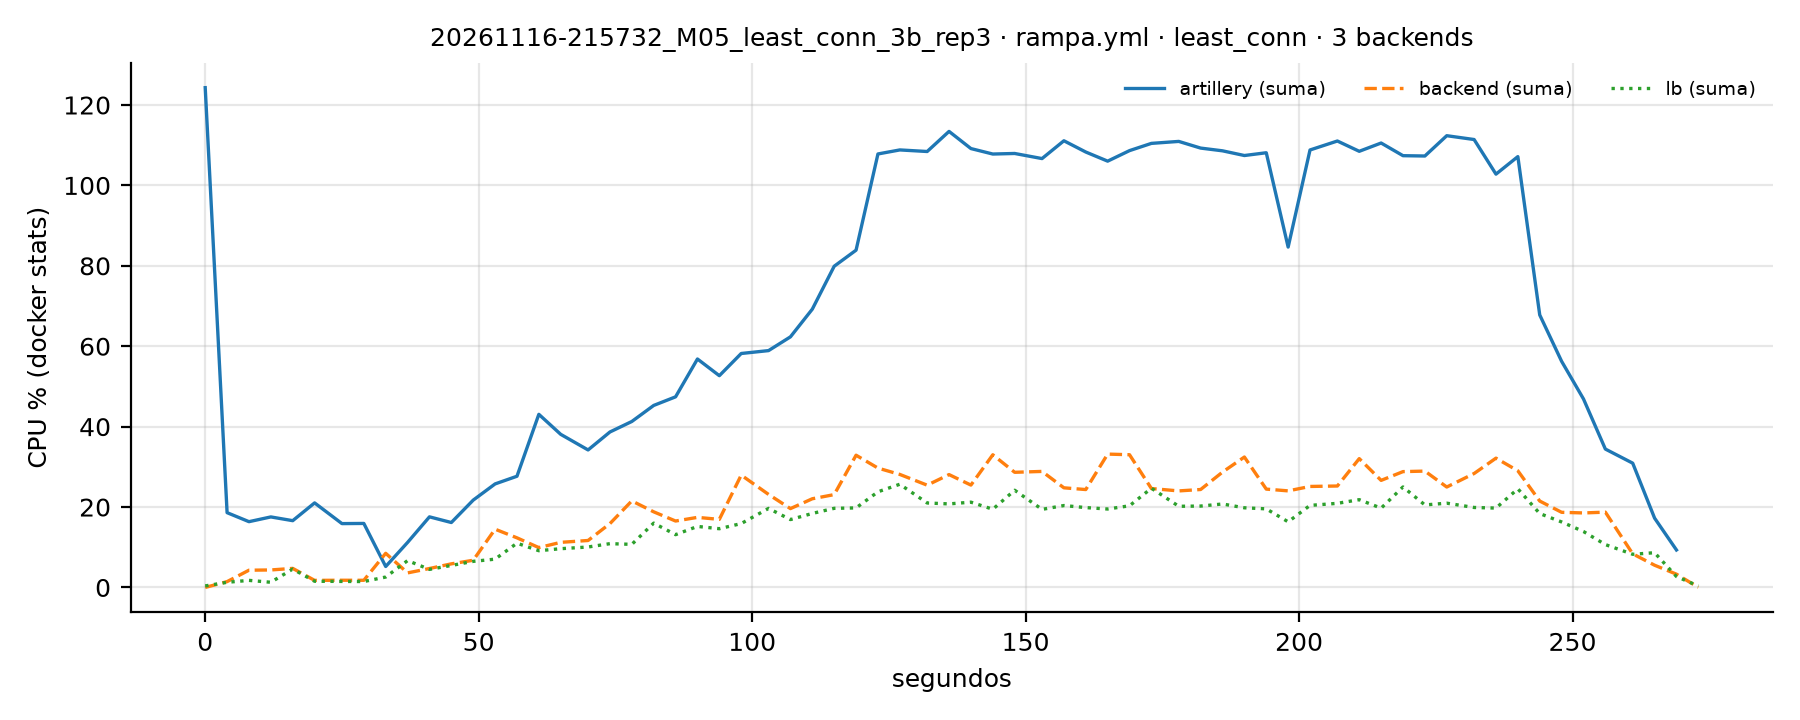 20261116-215732_M05_least_conn_3b_rep3 · rampa.yml · least_conn · 3 backends
artillery (suma) backend (suma) lb (suma)
CPU % (docker stats)
120
100
80
60
40
20
0
0 50 100 150 200 250
segundos